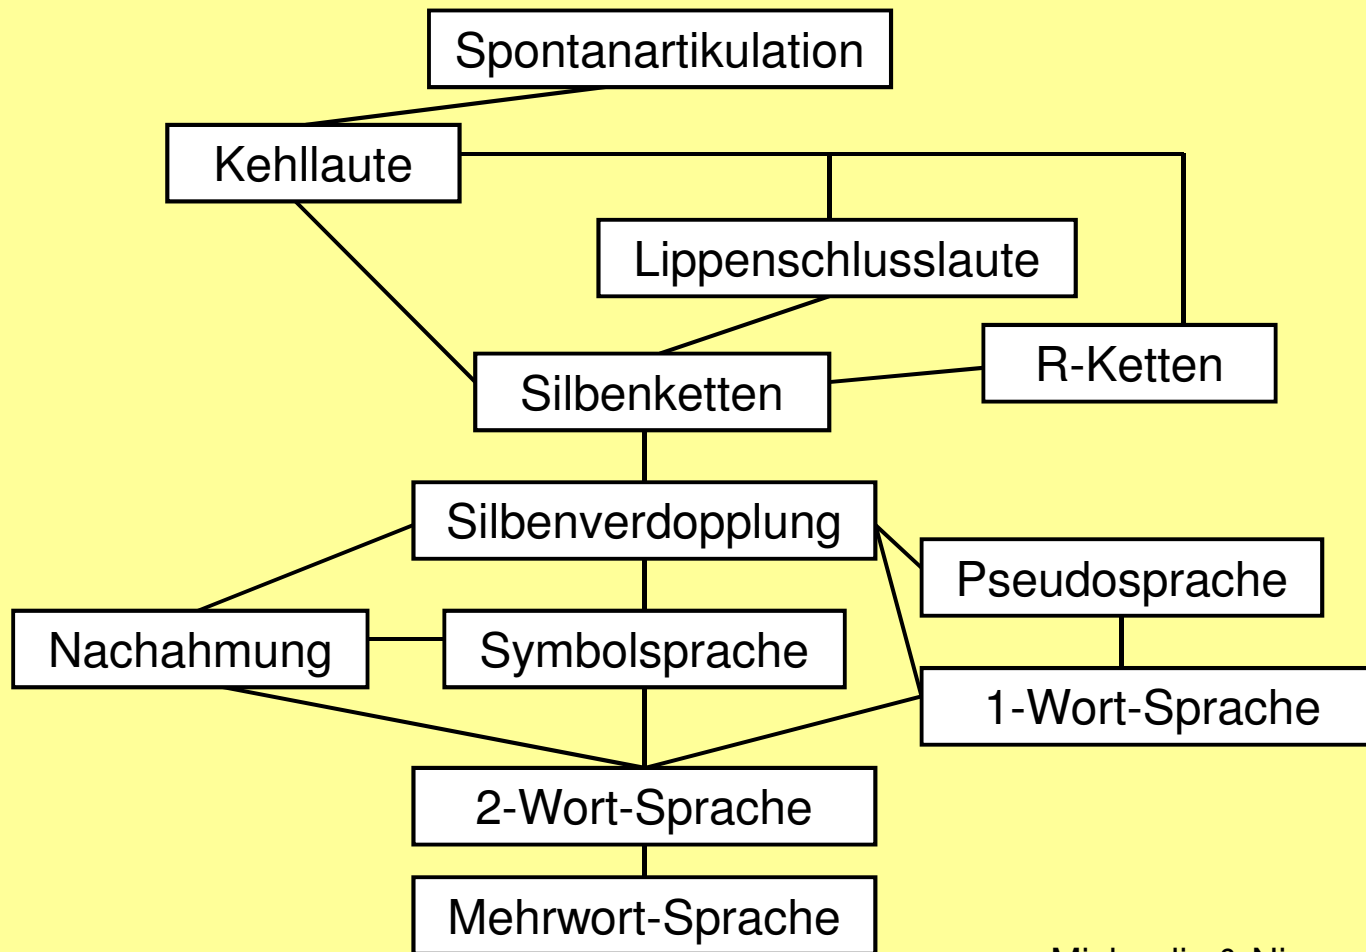 Spontanartikulation
Kehllaute
Lippenschlusslaute
R-Ketten
Silbenketten
Silbenverdopplung
Pseudosprache
Nachahmung
Symbolsprache
1-Wort-Sprache
2-Wort-Sprache
Mehrwort-Sprache